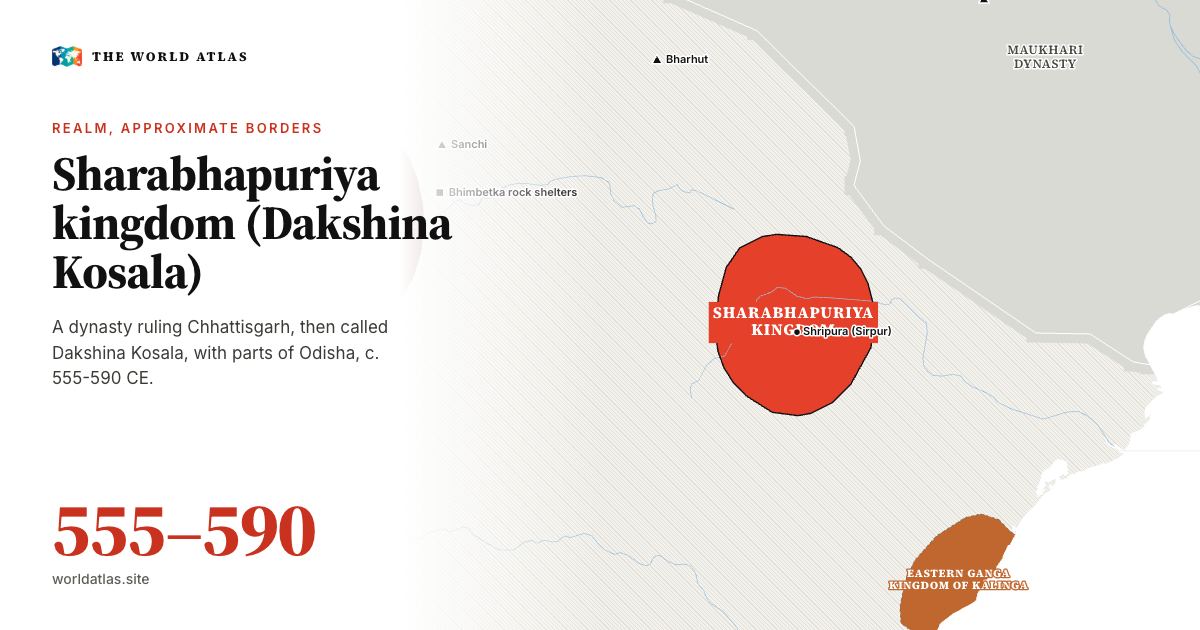 THE WORLD ATLAS
REALM, APPROXIMATE BORDERS
Sharabhapuriya
kingdom (Dakshina
Kosala)
A dynasty ruling Chhattisgarh, then called
Dakshina Kosala, with parts of Odisha, c.
555-590 CE.
555–590
worldatlas.site
Bharhut
MAUKHARI
DYNASTY
Sanchi
Bhimbetka rock shelters
SHARABHAPURIYA
Shripura (Sirpur)
EASTERN GANGA
KINGDOM OF KALINGA